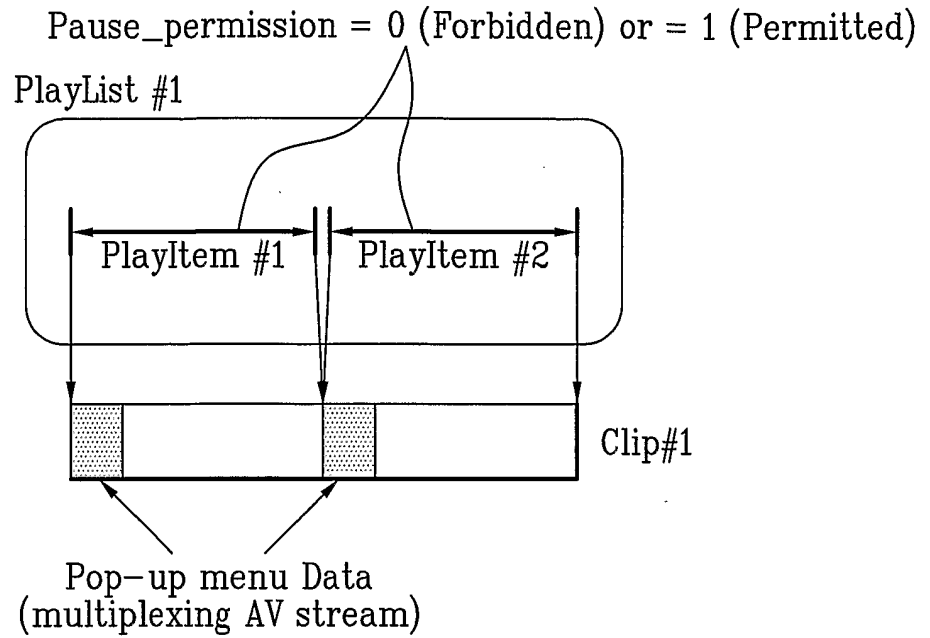 Pause_permission = 0 (Forbidden) or = 1 (Permitted)
PlayList #1
PlayItem #1
PlayItem #2
Clip#1
Pop-up menu Data
(multiplexing AV stream)